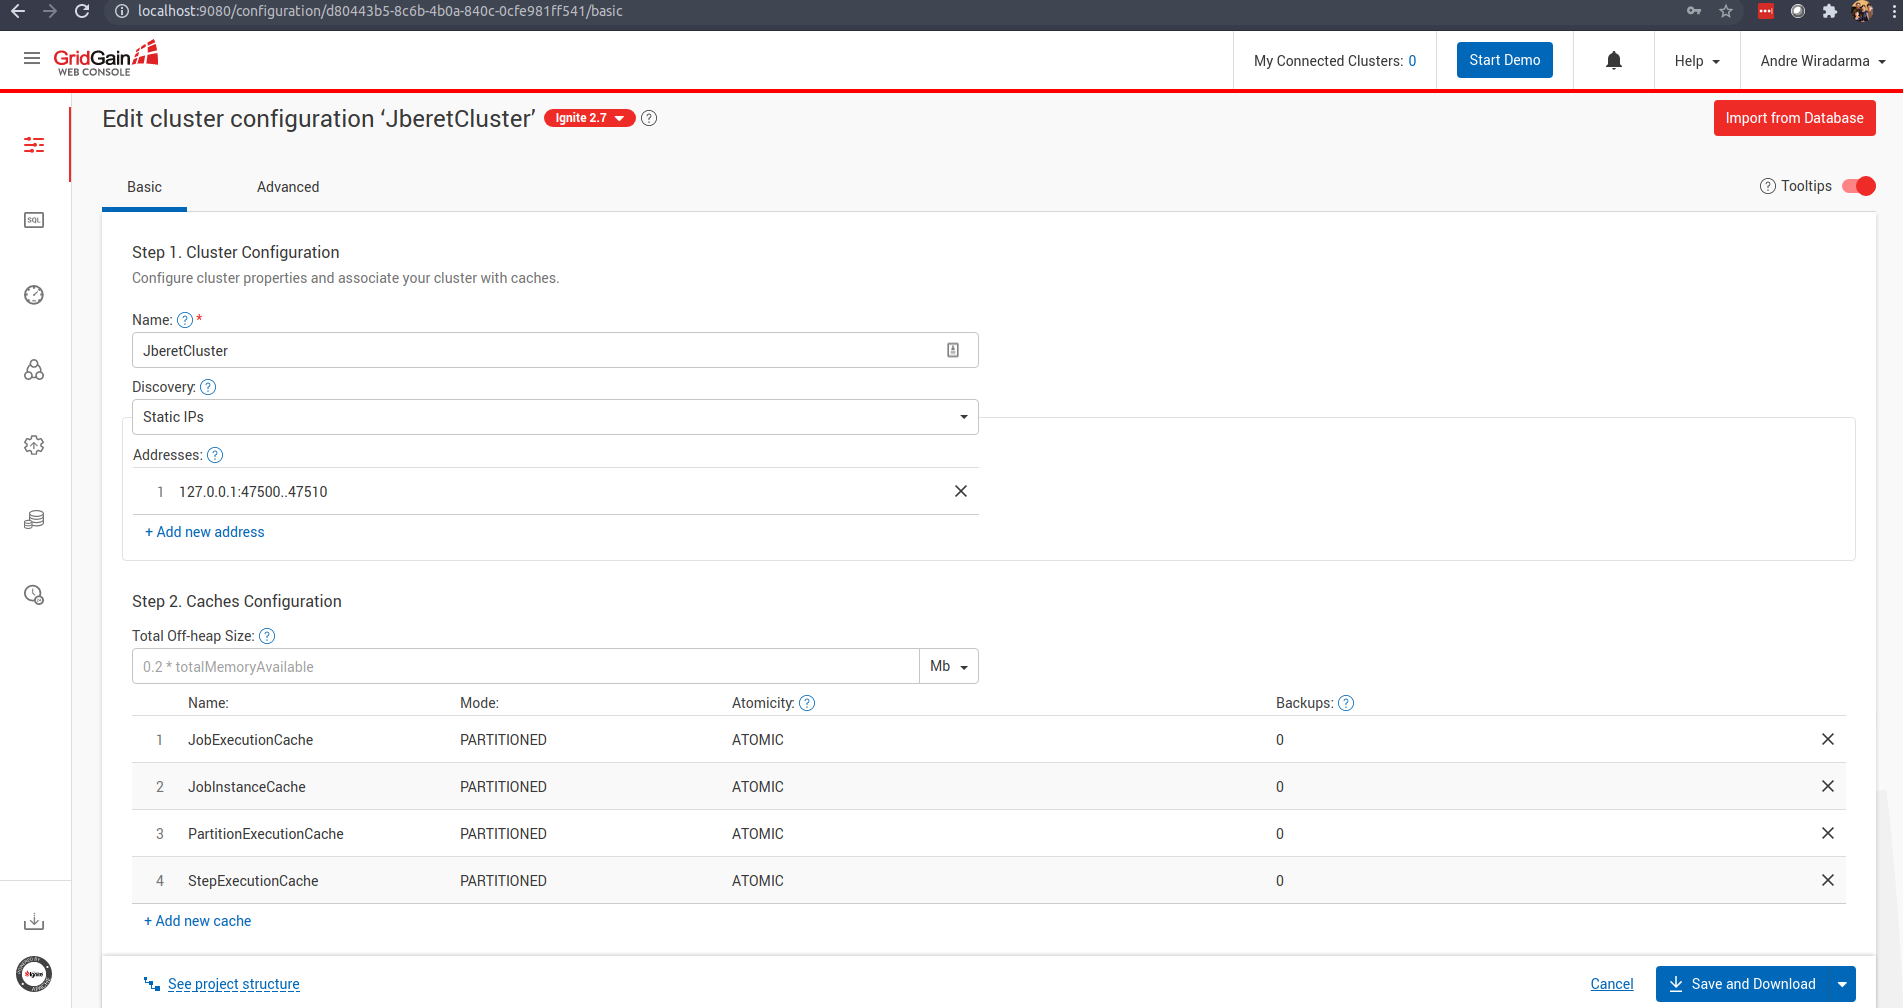 localhost:9080/configuration/d80443b5-8c6b-4b0a-840c-0cfe981ff541/basic
GridGain
WEB CONSOLE
My Connected Clusters: 0
Start Demo
Help
Andre Wiradarma
Edit cluster configuration ‘JberetCluster’
Ignite 2.7
?
Import from Database
Basic
Advanced
? Tooltips
SQL
Step 1. Cluster Configuration
Configure cluster properties and associate your cluster with caches.
Name: ? *
JberetCluster
Discovery: ?
Static IPs
Addresses: ?
1 127.0.0.1:47500..47510
+ Add new address
Step 2. Caches Configuration
Total Off-heap Size: ?
0.2 * totalMemoryAvailable
Mb
Name: Mode: Atomicity: ? Backups: ?
1 JobExecutionCache PARTITIONED ATOMIC 0
2 JobInstanceCache PARTITIONED ATOMIC 0
3 PartitionExecutionCache PARTITIONED ATOMIC 0
4 StepExecutionCache PARTITIONED ATOMIC 0
+ Add new cache
See project structure
Cancel
Save and Download